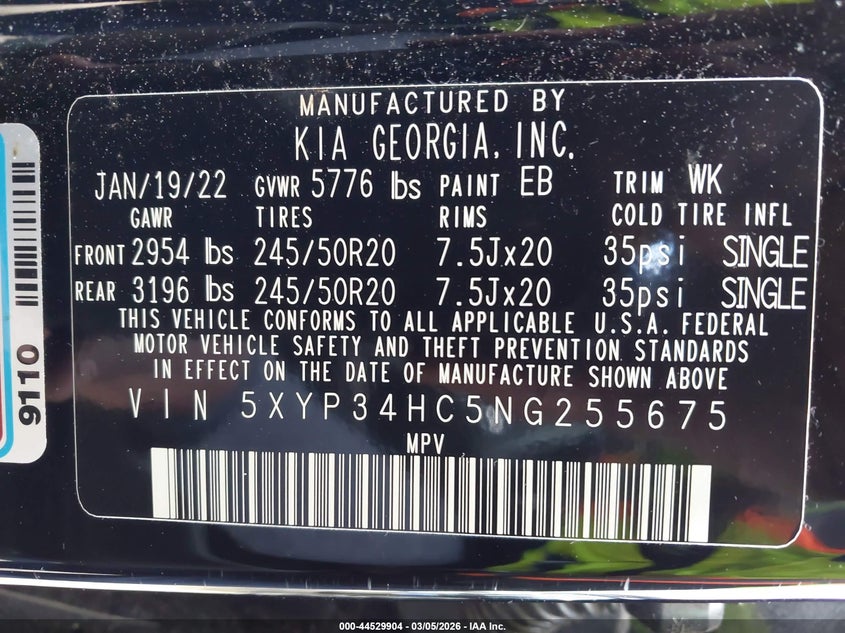 MANUFACTURED BY
KIA GEORGIA, INC.
JAN/19/22 GVWR 5776 lbs PAINT EB TRIM WK
GAWR TIRES RIMS COLD TIRE INFL
FRONT 2954 lbs 245/50R20 7.5Jx20 35psi SINGLE
REAR 3196 lbs 245/50R20 7.5Jx20 35psi SINGLE
THIS VEHICLE CONFORMS TO ALL APPLICABLE U.S.A. FEDERAL
MOTOR VEHICLE SAFETY AND THEFT PREVENTION STANDARDS
IN EFFECT ON THE DATE OF MANUFACTURE SHOWN ABOVE
VIN 5XYP34HC5NG255675
MPV
9110
000-44529904 — 03/05/2026 — IAA Inc.